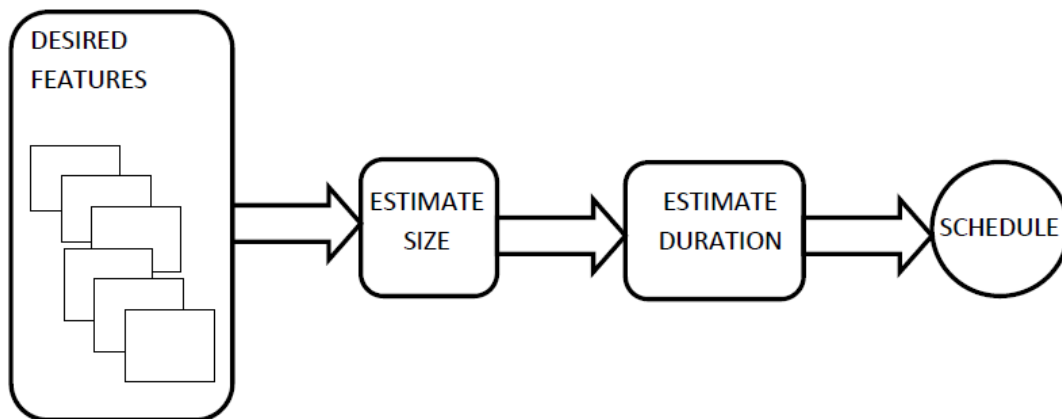 DESIRED
FEATURES
ESTIMATE
SIZE
ESTIMATE
DURATION
SCHEDULE